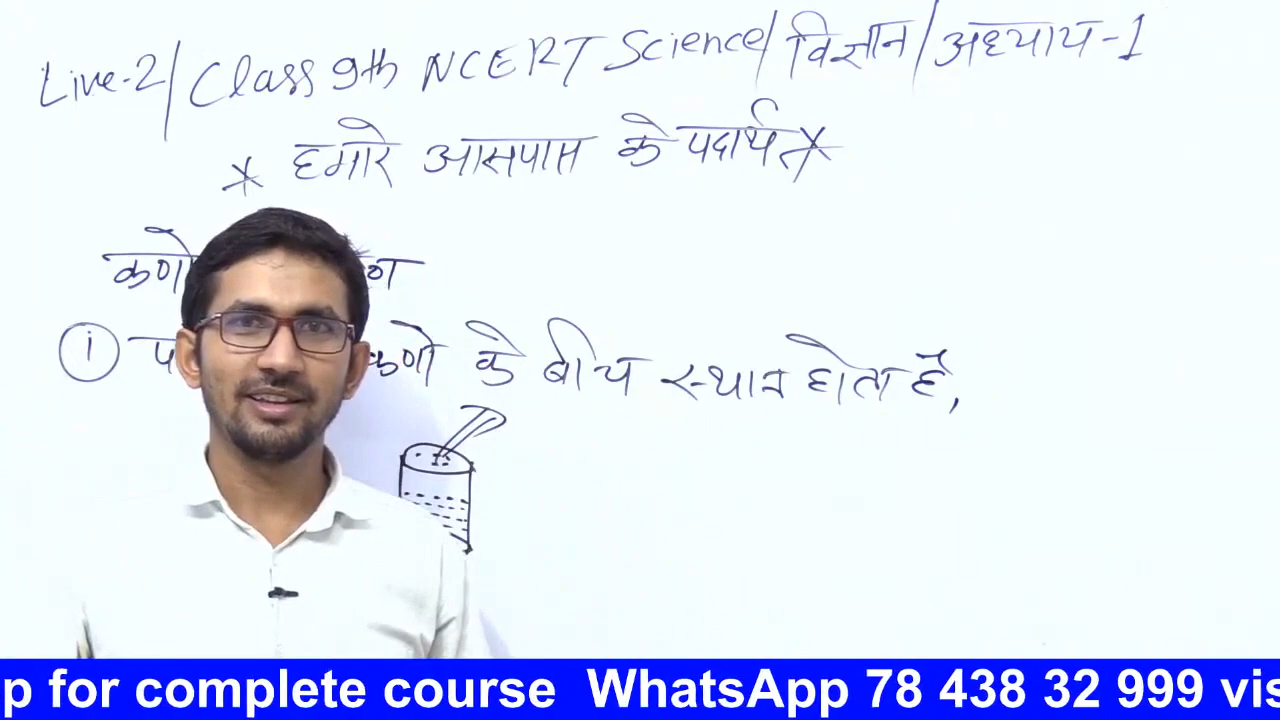 Live-2/Class 9th NCERT Science/विज्ञान/अध्याय-1
* हमारे आसपास के पदार्थ *
कणो
i कणो के बीच स्थान होता है,
p for complete course WhatsApp 78 438 32 999 vis